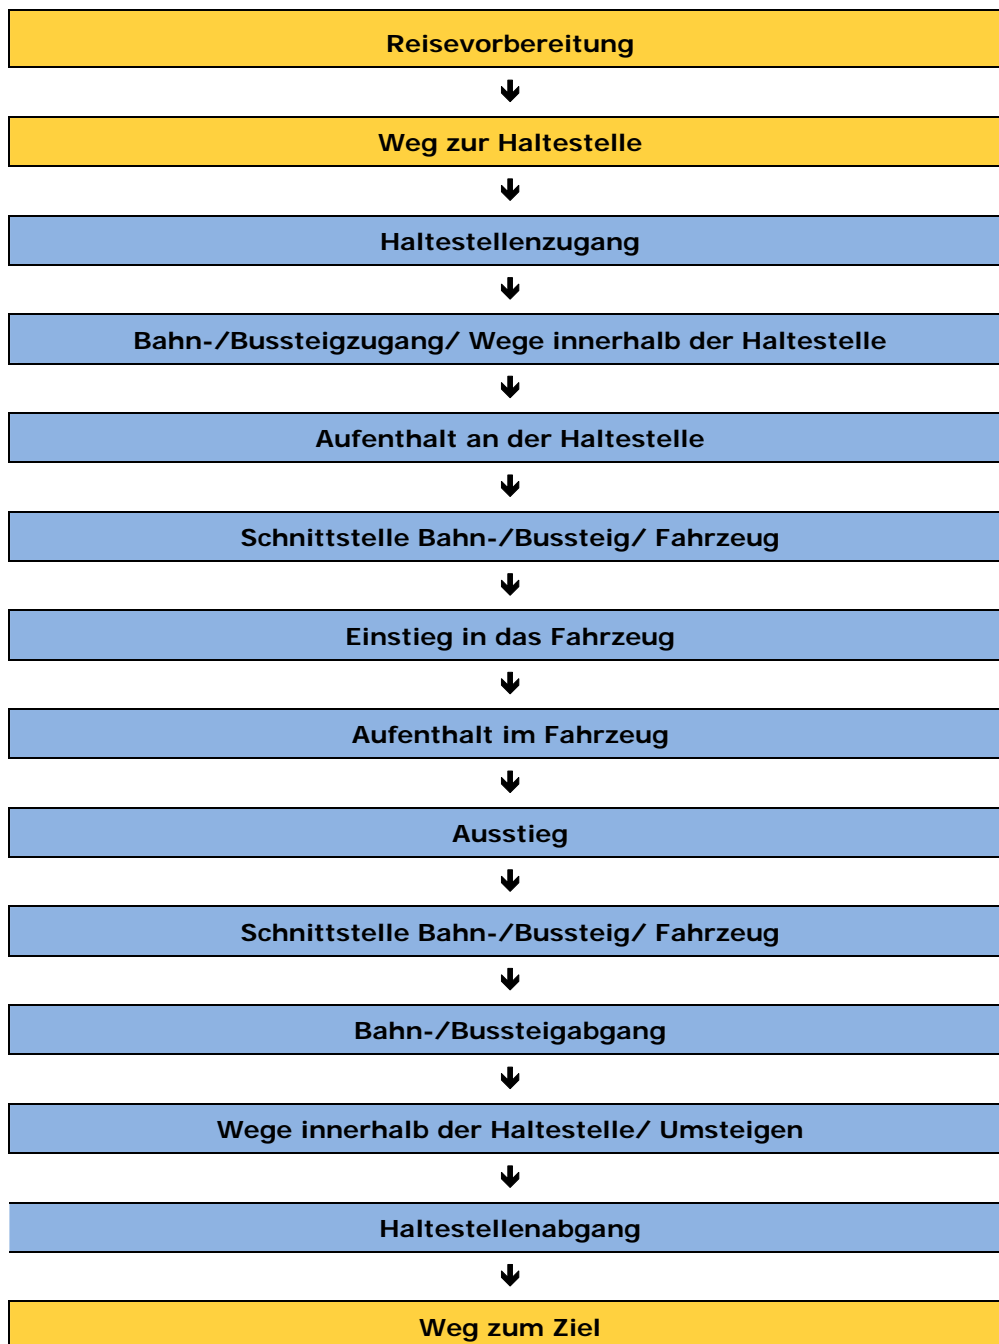 Reisevorbereitung
Weg zur Haltestelle
Haltestellenzugang
Bahn-/Bussteigzugang/ Wege innerhalb der Haltestelle
Aufenthalt an der Haltestelle
Schnittstelle Bahn-/Bussteig/ Fahrzeug
Einstieg in das Fahrzeug
Aufenthalt im Fahrzeug
Ausstieg
Schnittstelle Bahn-/Bussteig/ Fahrzeug
Bahn-/Bussteigabgang
Wege innerhalb der Haltestelle/ Umsteigen
Haltestellenabgang
Weg zum Ziel